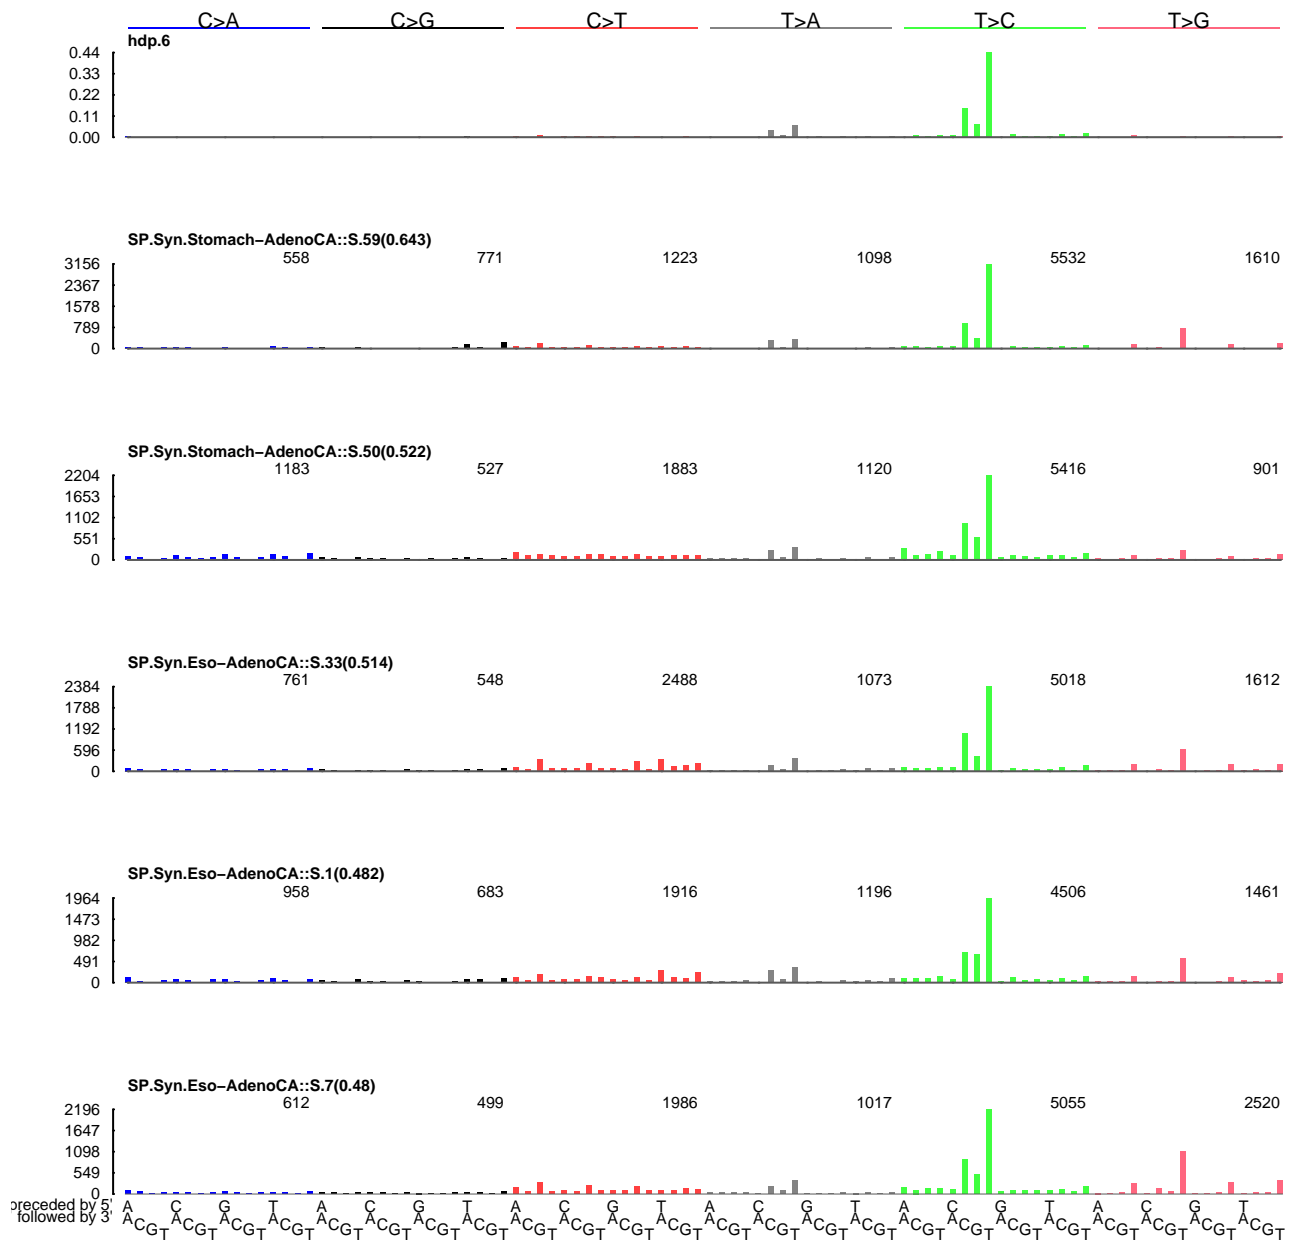 C>A C>G C>T T>A T>C T>G
hdp.6
0.44
0.33
0.22
0.11
0.00
SP.Syn.Stomach−AdenoCA::S.59(0.643)
558 771 1223 1098 5532 1610
3156
2367
1578
789
0
SP.Syn.Stomach−AdenoCA::S.50(0.522)
1183 527 1883 1120 5416 901
2204
1653
1102
551
0
SP.Syn.Eso−AdenoCA::S.33(0.514)
761 548 2488 1073 5018 1612
2384
1788
1192
596
0
SP.Syn.Eso−AdenoCA::S.1(0.482)
958 683 1916 1196 4506 1461
1964
1473
982
491
0
SP.Syn.Eso−AdenoCA::S.7(0.48)
612 499 1986 1017 5055 2520
2196
1647
1098
549
0
preceded by 5' A C G T A C G T A C G T A C G T A C G T A C G T
followed by 3' A C G T A C G T A C G T A C G T A C G T A C G T A C G T A C G T A C G T A C G T A C G T A C G T A C G T A C G T A C G T A C G T A C G T A C G T A C G T A C G T A C G T A C G T A C G T A C G T